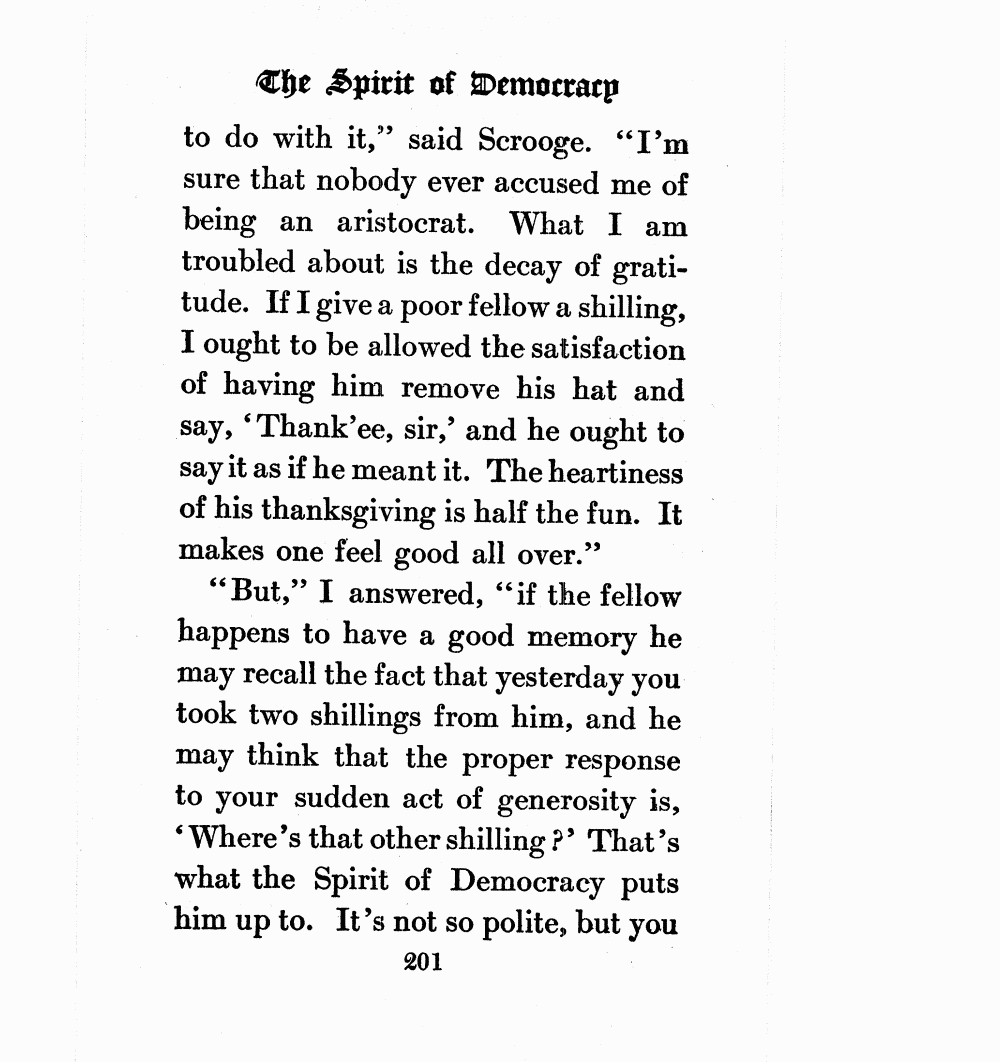 The Spirit of Democracy
to do with it,” said Scrooge. “I’m
sure that nobody ever accused me of
being an aristocrat. What I am
troubled about is the decay of grati-
tude. If I give a poor fellow a shilling,
I ought to be allowed the satisfaction
of having him remove his hat and
say, ‘Thank’ee, sir,’ and he ought to
say it as if he meant it. The heartiness
of his thanksgiving is half the fun. It
makes one feel good all over.”
“But,” I answered, “if the fellow
happens to have a good memory he
may recall the fact that yesterday you
took two shillings from him, and he
may think that the proper response
to your sudden act of generosity is,
‘Where’s that other shilling?’ That’s
what the Spirit of Democracy puts
him up to. It’s not so polite, but you
201